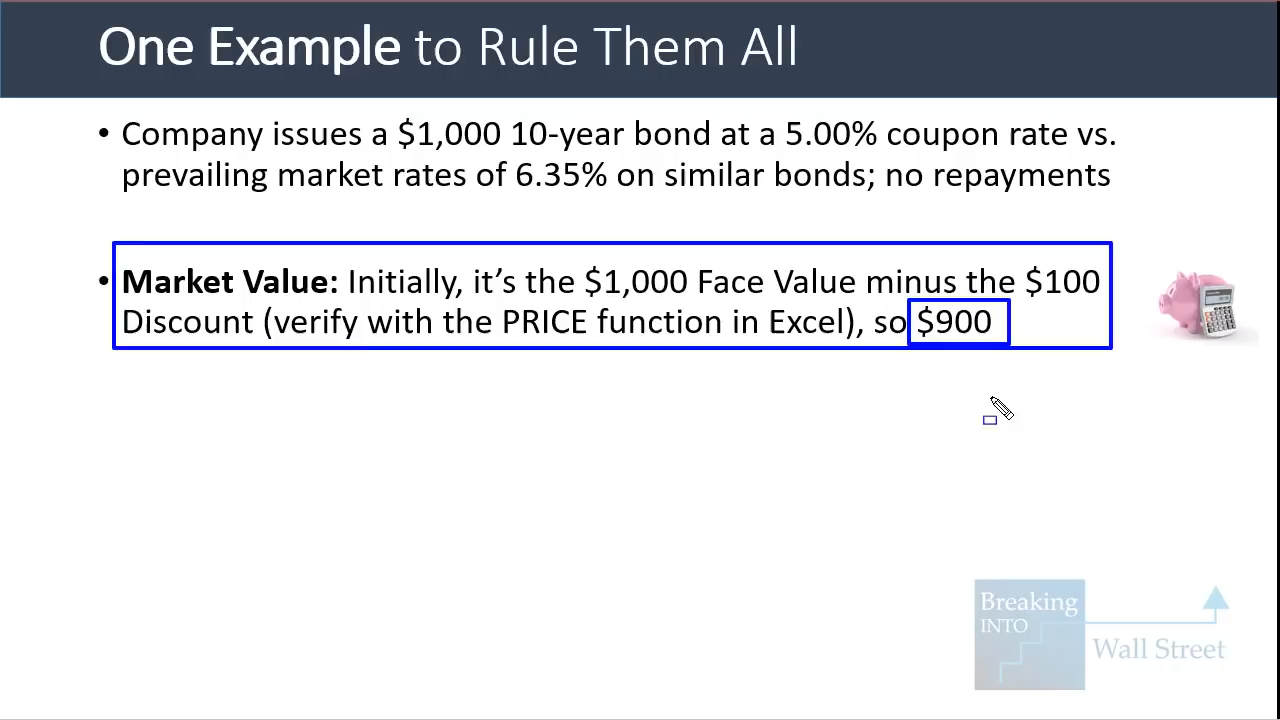 One Example to Rule Them All
• Company issues a $1,000 10-year bond at a 5.00% coupon rate vs.
prevailing market rates of 6.35% on similar bonds; no repayments
• Market Value: Initially, it’s the $1,000 Face Value minus the $100
Discount (verify with the PRICE function in Excel), so $900
Breaking
INTO
Wall Street